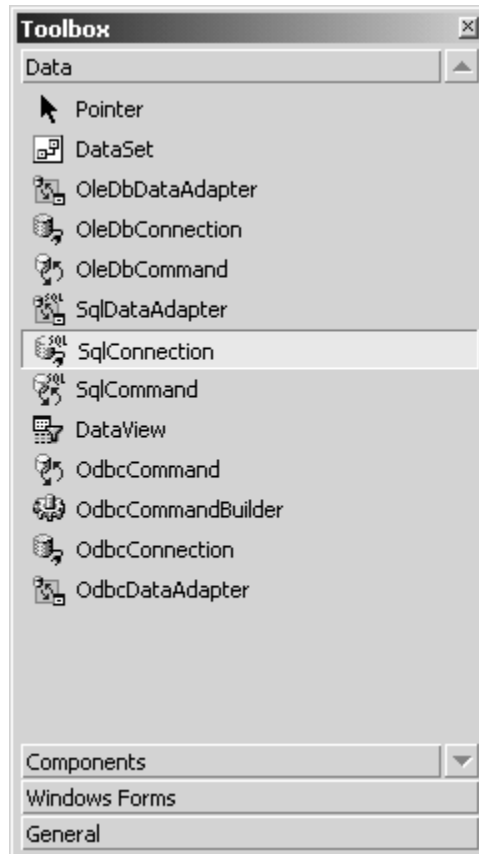 Toolbox
Data
Pointer
DataSet
OleDbDataAdapter
OleDbConnection
OleDbCommand
SqlDataAdapter
SqlConnection
SqlCommand
DataView
OdbcCommand
OdbcCommandBuilder
OdbcConnection
OdbcDataAdapter
Components
Windows Forms
General